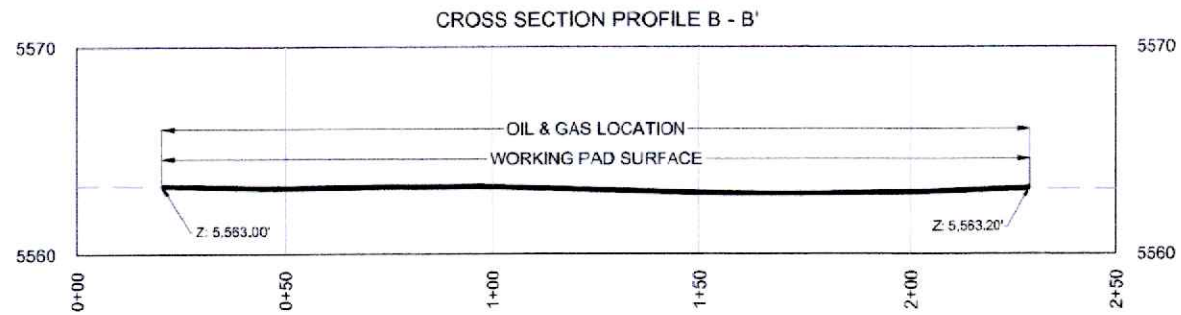 CROSS SECTION PROFILE B - B'
5570
5570
OIL & GAS LOCATION
WORKING PAD SURFACE
Z: 5,563.00'
Z: 5,563.20'
5560
5560
0+00
0+50
1+00
1+50
2+00
2+50